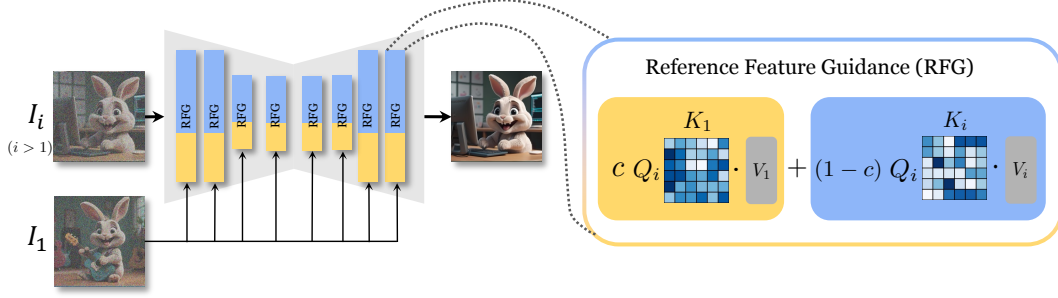 I_i
(i > 1)
I_1
RFG
RFG
RFG
RFG
RFG
RFG
RFG
RFG
Reference Feature Guidance (RFG)
K_1
c Q_i · V_1
+
K_i
(1 − c) Q_i · V_i